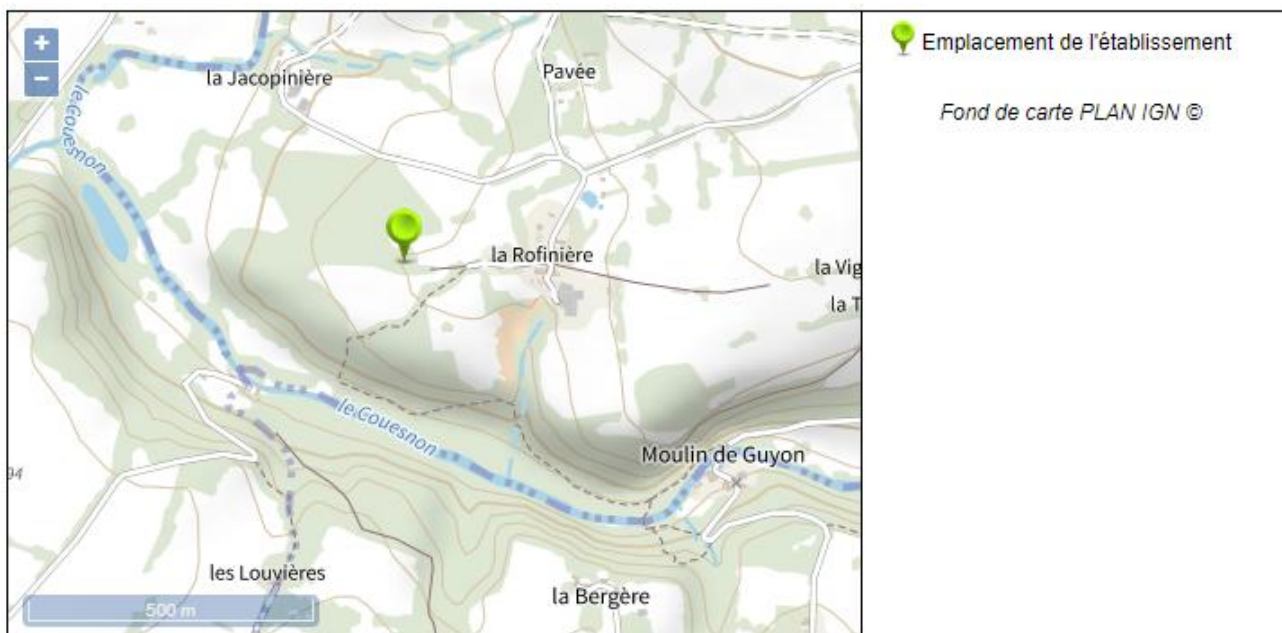 +
−
la Jacopinière
Pavée
le Couesnon
la Rofinière
la Vig
la T
le Couesnon
Moulin de Guyon
94
les Louvières
la Bergère
500 m
Emplacement de l'établissement
Fond de carte PLAN IGN ©